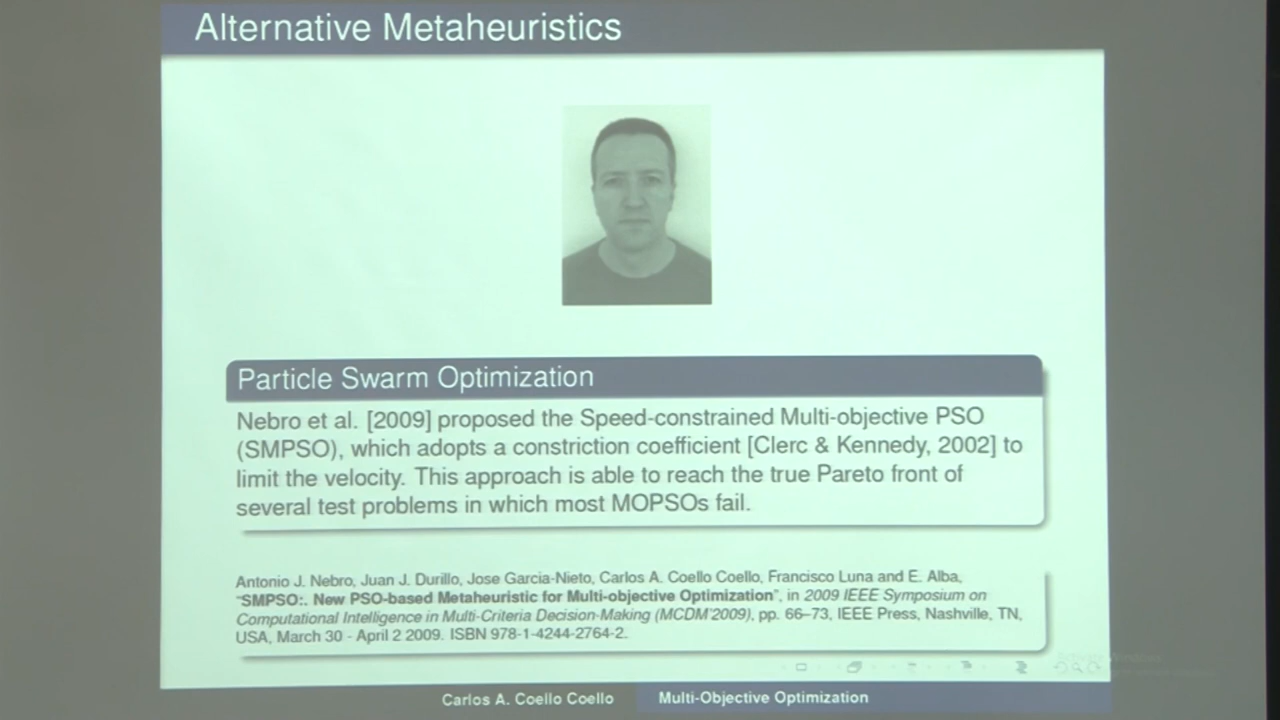 Alternative Metaheuristics
Particle Swarm Optimization
Nebro et al. [2009] proposed the Speed-constrained Multi-objective PSO
(SMPSO), which adopts a constriction coefficient [Clerc & Kennedy, 2002] to
limit the velocity. This approach is able to reach the true Pareto front of
several test problems in which most MOPSOs fail.
Antonio J. Nebro, Juan J. Durillo, Jose Garcia-Nieto, Carlos A. Coello Coello, Francisco Luna and E. Alba,
"SMPSO:. New PSO-based Metaheuristic for Multi-objective Optimization", in 2009 IEEE Symposium on
Computational Intelligence in Multi-Criteria Decision-Making (MCDM'2009), pp. 66–73, IEEE Press, Nashville, TN,
USA, March 30 - April 2 2009. ISBN 978-1-4244-2764-2.
Carlos A. Coello Coello Multi-Objective Optimization